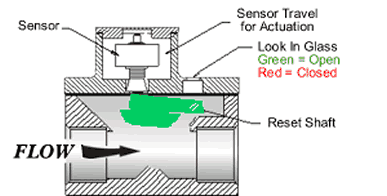 Sensor
Sensor Travel
for Actuation
Look In Glass
Green = Open
Red = Closed
Reset Shaft
FLOW